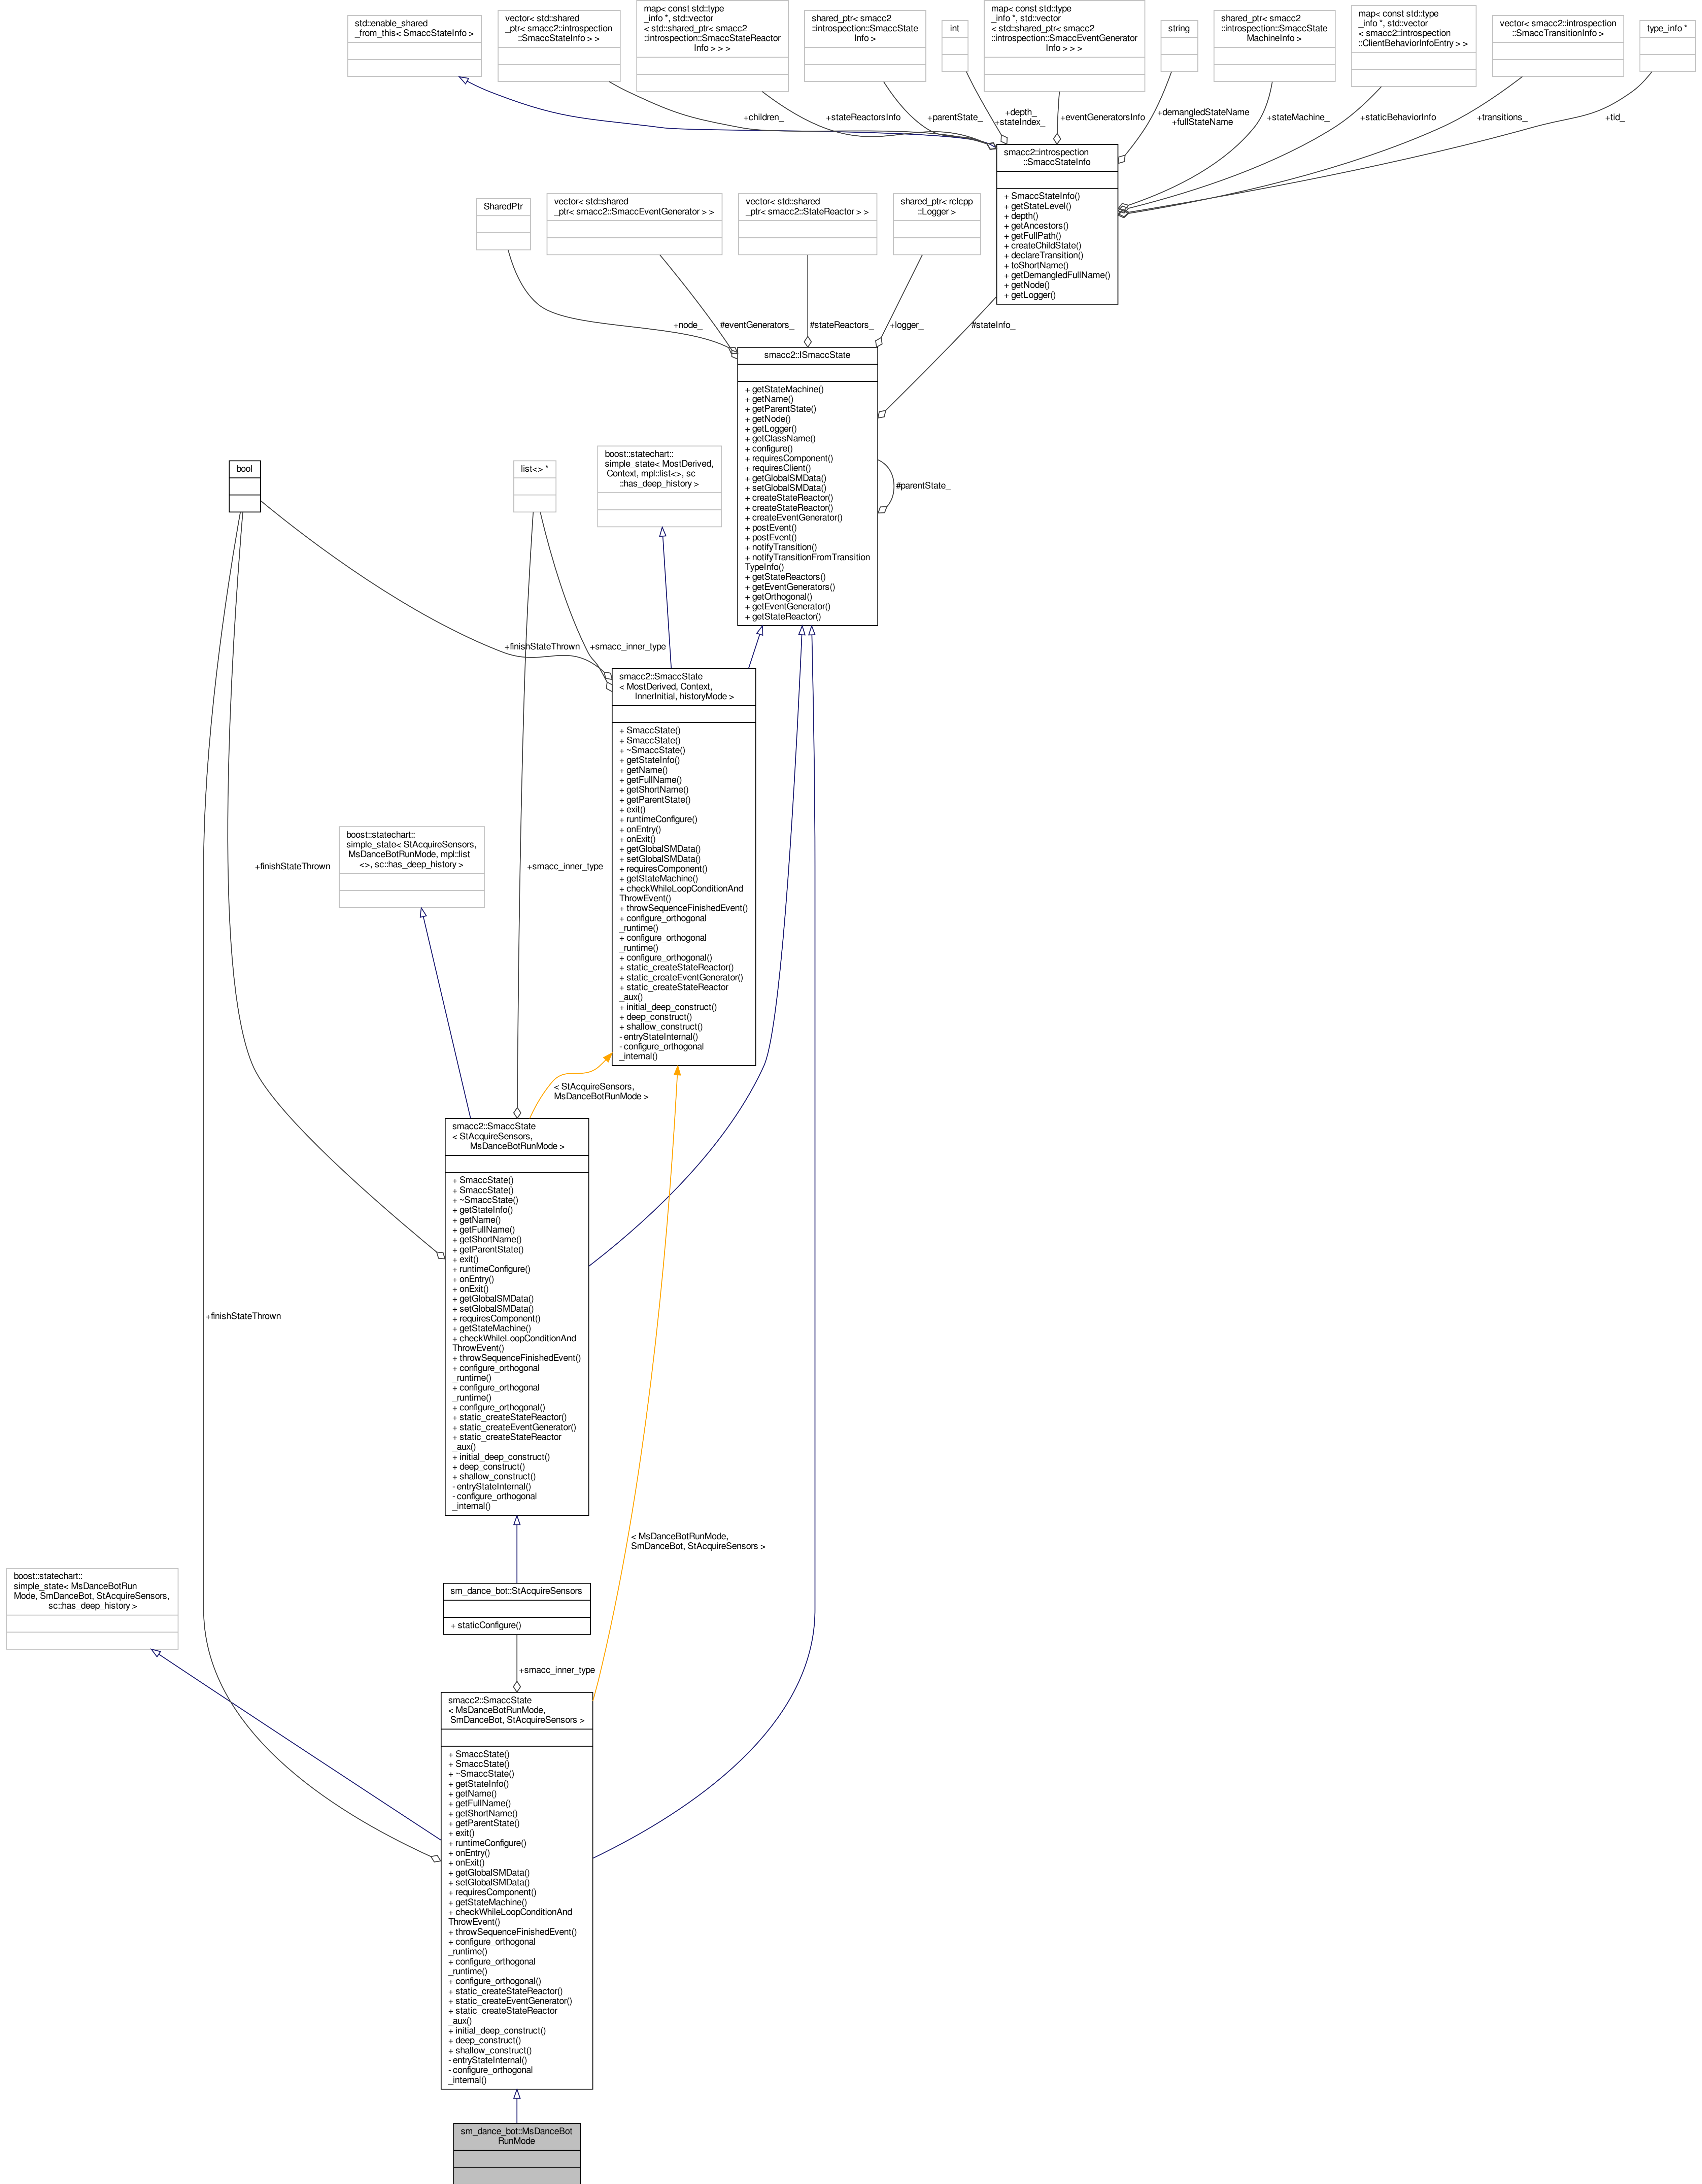 std::enable_shared
_from_this< SmaccStateInfo >
vector< std::shared
_ptr< smacc2::introspection
::SmaccStateInfo > >
map< const std::type
_info *, std::vector
< std::shared_ptr< smacc2
::introspection::SmaccStateReactor
Info > > >
shared_ptr< smacc2
::introspection::SmaccState
Info >
int
map< const std::type
_info *, std::vector
< std::shared_ptr< smacc2
::introspection::SmaccEventGenerator
Info > > >
string
shared_ptr< smacc2
::introspection::SmaccState
MachineInfo >
map< const std::type
_info *, std::vector
< smacc2::introspection
::ClientBehaviorInfoEntry > >
vector< smacc2::introspection
::SmaccTransitionInfo >
type_info *
+children_
+stateReactorsInfo
+parentState_
+depth_
+stateIndex_
+eventGeneratorsInfo
+demangledStateName
+fullStateName
+stateMachine_
+staticBehaviorInfo
+transitions_
+tid_
smacc2::introspection
::SmaccStateInfo
+ SmaccStateInfo()
+ getStateLevel()
+ depth()
+ getAncestors()
+ getFullPath()
+ createChildState()
+ declareTransition()
+ toShortName()
+ getDemangledFullName()
+ getNode()
+ getLogger()
SharedPtr
vector< std::shared
_ptr< smacc2::SmaccEventGenerator > >
vector< std::shared
_ptr< smacc2::StateReactor > >
shared_ptr< rclcpp
::Logger >
+node_
#eventGenerators_
#stateReactors_
+logger_
#stateInfo_
smacc2::ISmaccState
+ getStateMachine()
+ getName()
+ getParentState()
+ getNode()
+ getLogger()
+ getClassName()
+ configure()
+ requiresComponent()
+ requiresClient()
+ getGlobalSMData()
+ setGlobalSMData()
+ createStateReactor()
+ createStateReactor()
+ createEventGenerator()
+ postEvent()
+ postEvent()
+ notifyTransition()
+ notifyTransitionFromTransition
TypeInfo()
+ getStateReactors()
+ getEventGenerators()
+ getOrthogonal()
+ getEventGenerator()
+ getStateReactor()
#parentState_
bool
list<> *
boost::statechart::
simple_state< MostDerived,
Context, mpl::list<>, sc
::has_deep_history >
+finishStateThrown
+smacc_inner_type
smacc2::SmaccState
< MostDerived, Context,
InnerInitial, historyMode >
+ SmaccState()
+ SmaccState()
+ ~SmaccState()
+ getStateInfo()
+ getName()
+ getFullName()
+ getShortName()
+ getParentState()
+ exit()
+ runtimeConfigure()
+ onEntry()
+ onExit()
+ getGlobalSMData()
+ setGlobalSMData()
+ requiresComponent()
+ getStateMachine()
+ checkWhileLoopConditionAnd
ThrowEvent()
+ throwSequenceFinishedEvent()
+ configure_orthogonal
_runtime()
+ configure_orthogonal
_runtime()
+ configure_orthogonal()
+ static_createStateReactor()
+ static_createEventGenerator()
+ static_createStateReactor
_aux()
+ initial_deep_construct()
+ deep_construct()
+ shallow_construct()
- entryStateInternal()
- configure_orthogonal
_internal()
boost::statechart::
simple_state< StAcquireSensors,
MsDanceBotRunMode, mpl::list
<>, sc::has_deep_history >
+finishStateThrown
+smacc_inner_type
< StAcquireSensors,
MsDanceBotRunMode >
smacc2::SmaccState
< StAcquireSensors,
MsDanceBotRunMode >
+ SmaccState()
+ SmaccState()
+ ~SmaccState()
+ getStateInfo()
+ getName()
+ getFullName()
+ getShortName()
+ getParentState()
+ exit()
+ runtimeConfigure()
+ onEntry()
+ onExit()
+ getGlobalSMData()
+ setGlobalSMData()
+ requiresComponent()
+ getStateMachine()
+ checkWhileLoopConditionAnd
ThrowEvent()
+ throwSequenceFinishedEvent()
+ configure_orthogonal
_runtime()
+ configure_orthogonal
_runtime()
+ configure_orthogonal()
+ static_createStateReactor()
+ static_createEventGenerator()
+ static_createStateReactor
_aux()
+ initial_deep_construct()
+ deep_construct()
+ shallow_construct()
- entryStateInternal()
- configure_orthogonal
_internal()
+finishStateThrown
< MsDanceBotRunMode,
SmDanceBot, StAcquireSensors >
boost::statechart::
simple_state< MsDanceBotRun
Mode, SmDanceBot, StAcquireSensors,
sc::has_deep_history >
sm_dance_bot::StAcquireSensors
+ staticConfigure()
+smacc_inner_type
smacc2::SmaccState
< MsDanceBotRunMode,
SmDanceBot, StAcquireSensors >
+ SmaccState()
+ SmaccState()
+ ~SmaccState()
+ getStateInfo()
+ getName()
+ getFullName()
+ getShortName()
+ getParentState()
+ exit()
+ runtimeConfigure()
+ onEntry()
+ onExit()
+ getGlobalSMData()
+ setGlobalSMData()
+ requiresComponent()
+ getStateMachine()
+ checkWhileLoopConditionAnd
ThrowEvent()
+ throwSequenceFinishedEvent()
+ configure_orthogonal
_runtime()
+ configure_orthogonal
_runtime()
+ configure_orthogonal()
+ static_createStateReactor()
+ static_createEventGenerator()
+ static_createStateReactor
_aux()
+ initial_deep_construct()
+ deep_construct()
+ shallow_construct()
- entryStateInternal()
- configure_orthogonal
_internal()
sm_dance_bot::MsDanceBot
RunMode